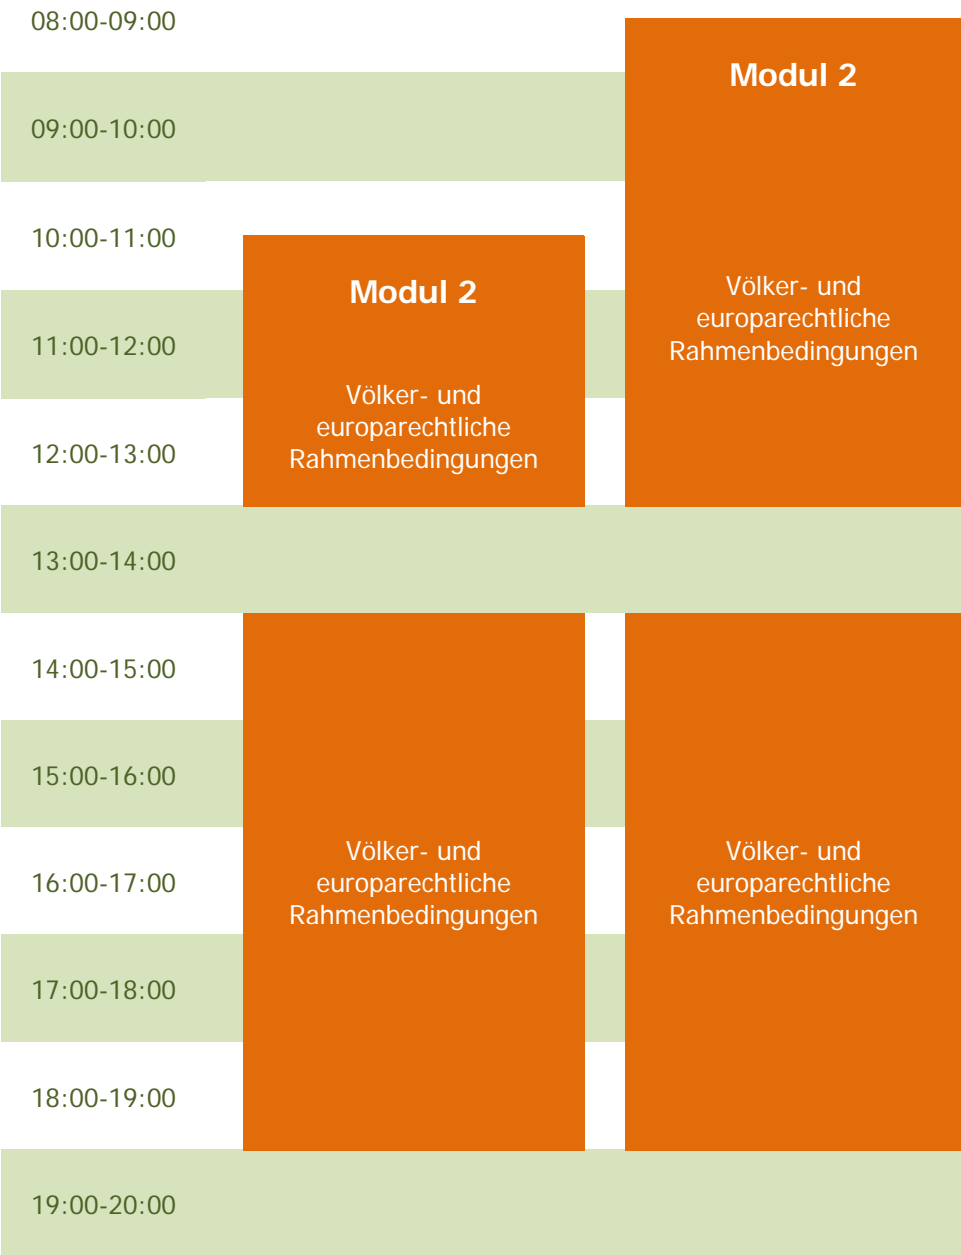 08:00-09:00
Modul 2
09:00-10:00
10:00-11:00
Modul 2
Völker- und
europarechtliche
Rahmenbedingungen
11:00-12:00
Völker- und
europarechtliche
Rahmenbedingungen
12:00-13:00
13:00-14:00
14:00-15:00
15:00-16:00
16:00-17:00
Völker- und
europarechtliche
Rahmenbedingungen
Völker- und
europarechtliche
Rahmenbedingungen
17:00-18:00
18:00-19:00
19:00-20:00